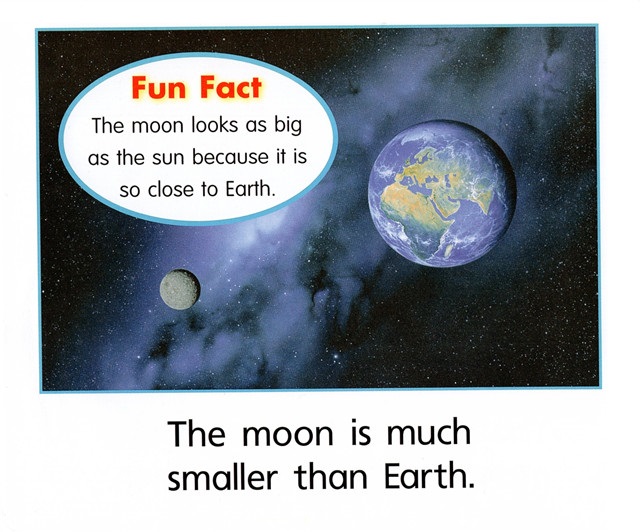 Fun Fact
The moon looks as big
as the sun because it is
so close to Earth.
The moon is much
smaller than Earth.